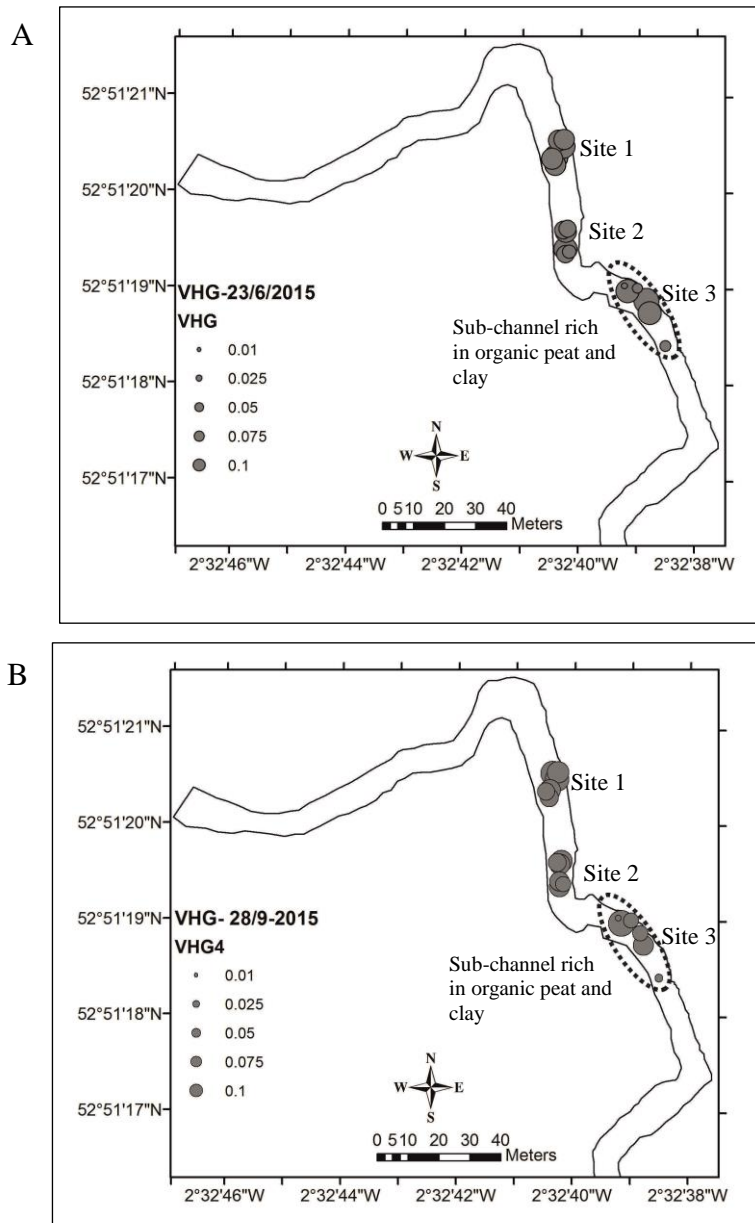 A
52°51'21"N
52°51'20"N
52°51'19"N
52°51'18"N
52°51'17"N
Site 1
Site 2
Site 3
VHG-23/6/2015
VHG
0.01
0.025
0.05
0.075
0.1
Sub-channel rich
in organic peat and
clay
N
W E
S
0 5 10 20 30 40
Meters
2°32'46"W 2°32'44"W 2°32'42"W 2°32'40"W 2°32'38"W
B
52°51'21"N
52°51'20"N
52°51'19"N
52°51'18"N
52°51'17"N
Site 1
Site 2
Site 3
VHG- 28/9-2015
VHG4
0.01
0.025
0.05
0.075
0.1
Sub-channel rich
in organic peat and
clay
N
W E
S
0 5 10 20 30 40
Meters
2°32'46"W 2°32'44"W 2°32'42"W 2°32'40"W 2°32'38"W